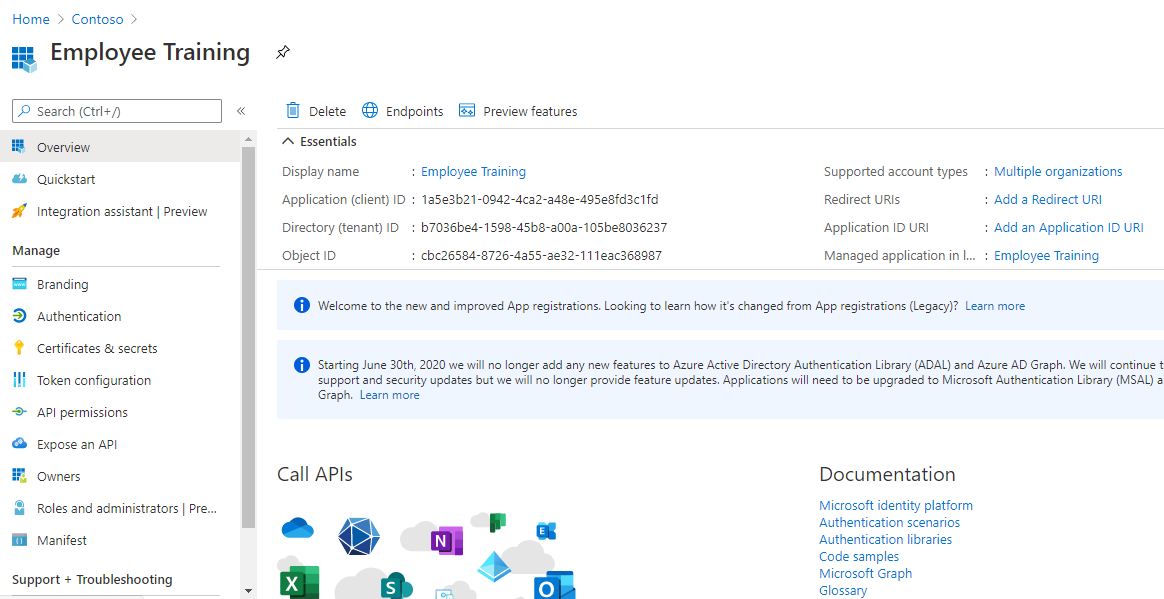 Home > Contoso >
Employee Training
Search (Ctrl+/)
«
Delete Endpoints Preview features
Essentials
Display name : Employee Training
Application (client) ID : 1a5e3b21-0942-4ca2-a48e-495e8fd3c1fd
Directory (tenant) ID : b7036be4-1598-45b8-a00a-105be8036237
Object ID : cbc26584-8726-4a55-ae32-111eac368987
Supported account types : Multiple organizations
Redirect URIs : Add a Redirect URI
Application ID URI : Add an Application ID URI
Managed application in l... : Employee Training
Overview
Quickstart
Integration assistant | Preview
Manage
Branding
Authentication
Certificates & secrets
Token configuration
API permissions
Expose an API
Owners
Roles and administrators | Pre...
Manifest
Support + Troubleshooting
Welcome to the new and improved App registrations. Looking to learn how it's changed from App registrations (Legacy)? Learn more
Starting June 30th, 2020 we will no longer add any new features to Azure Active Directory Authentication Library (ADAL) and Azure AD Graph. We will continue t
support and security updates but we will no longer provide feature updates. Applications will need to be upgraded to Microsoft Authentication Library (MSAL) a
Graph. Learn more
Call APIs
N
E
X
S
O
Documentation
Microsoft identity platform
Authentication scenarios
Authentication libraries
Code samples
Microsoft Graph
Glossary